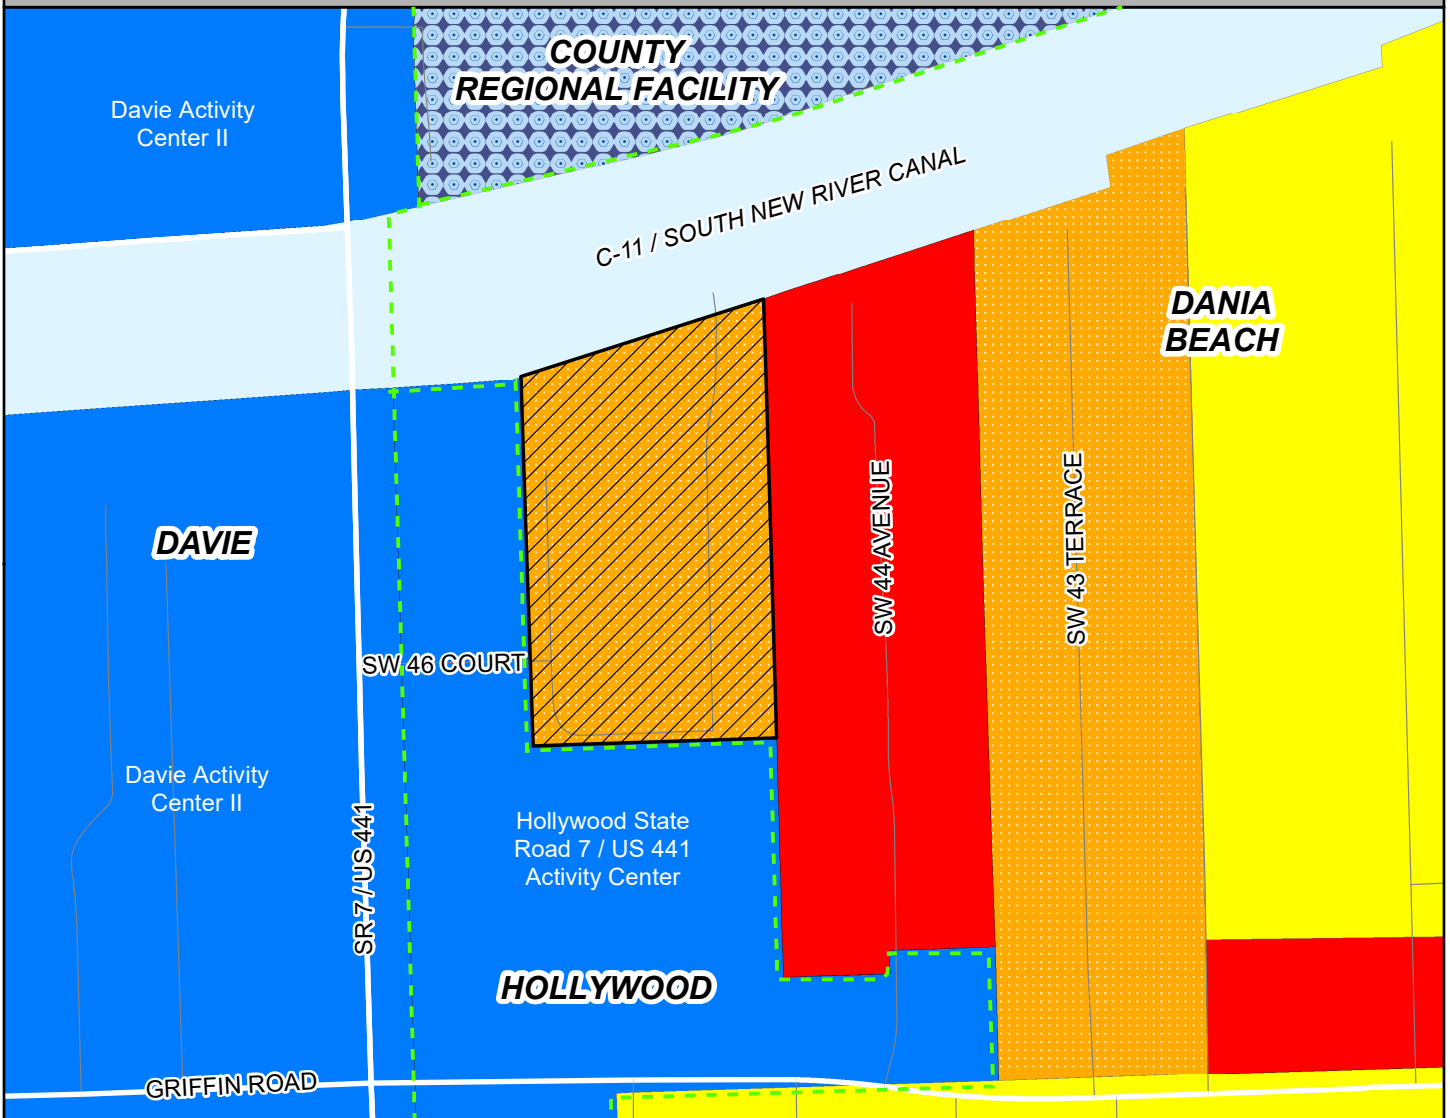 COUNTY
REGIONAL FACILITY
Davie Activity
Center II
C-11 / SOUTH NEW RIVER CANAL
DANIA
BEACH
DAVIE
SW 44 AVENUE
SW 43 TERRACE
SW 46 COURT
Davie Activity
Center II
SR 7 / US 441
Hollywood State
Road 7 / US 441
Activity Center
HOLLYWOOD
GRIFFIN ROAD